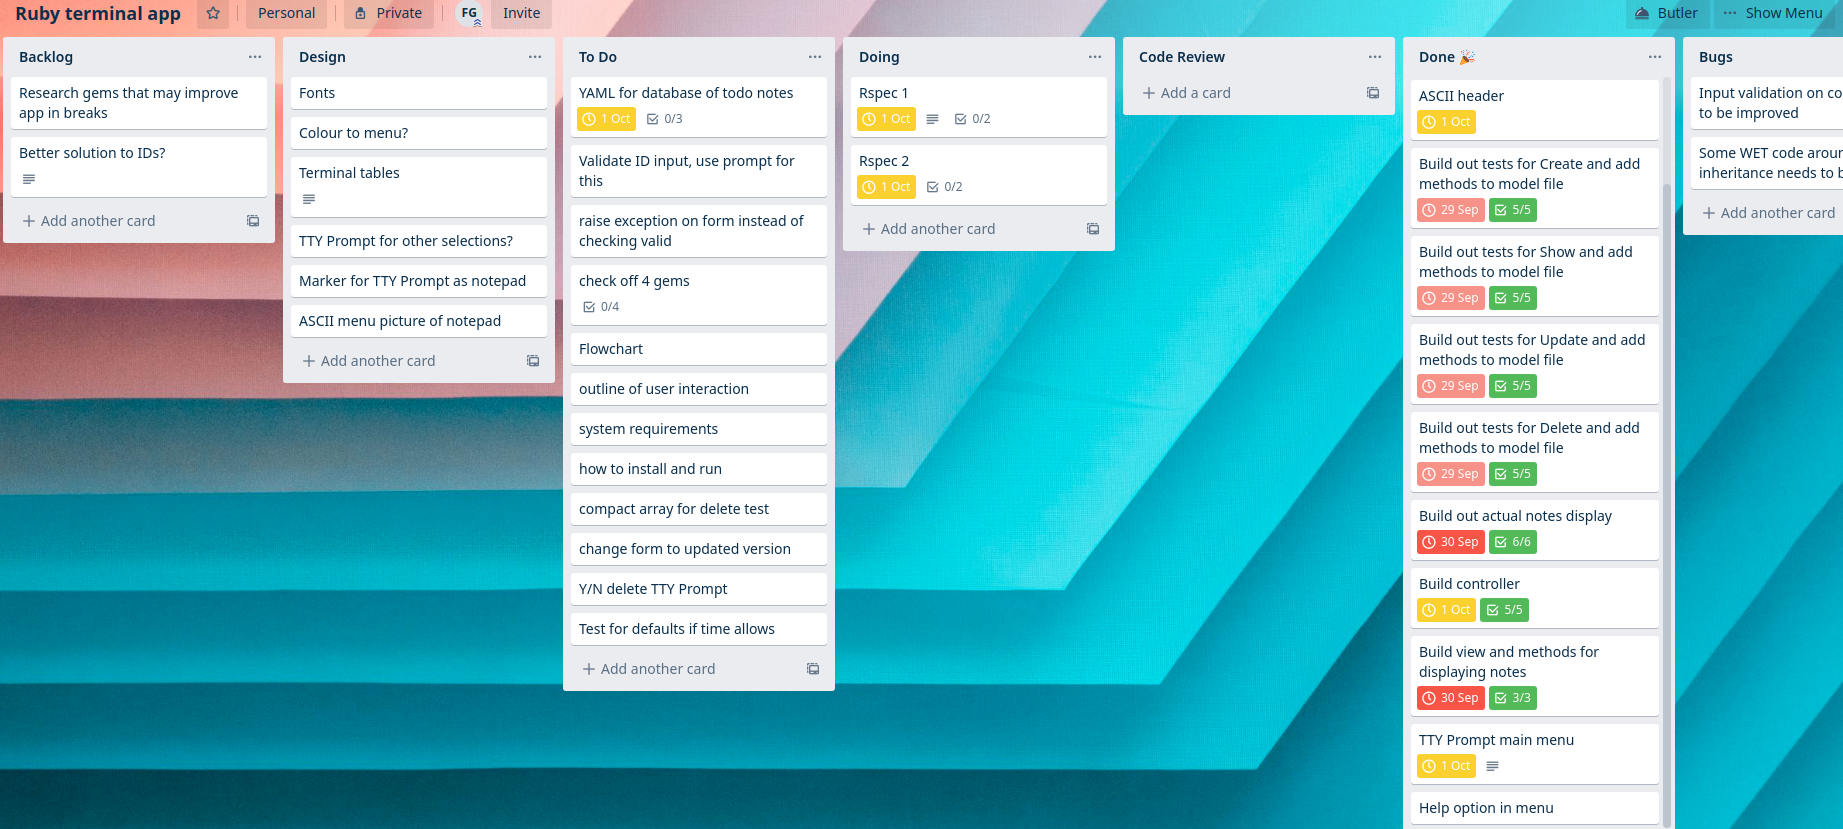 Ruby terminal app
Personal
Private
FG
Invite
Butler
Show Menu
Backlog
Research gems that may improve
app in breaks
Better solution to IDs?
Add another card
Design
Fonts
Colour to menu?
Terminal tables
TTY Prompt for other selections?
Marker for TTY Prompt as notepad
ASCII menu picture of notepad
Add another card
To Do
YAML for database of todo notes
1 Oct 0/3
Validate ID input, use prompt for
this
raise exception on form instead of
checking valid
check off 4 gems
0/4
Flowchart
outline of user interaction
system requirements
how to install and run
compact array for delete test
change form to updated version
Y/N delete TTY Prompt
Test for defaults if time allows
Add another card
Doing
Rspec 1
1 Oct 0/2
Rspec 2
1 Oct 0/2
Add another card
Code Review
Add a card
Done 🎉
ASCII header
1 Oct
Build out tests for Create and add
methods to model file
29 Sep 5/5
Build out tests for Show and add
methods to model file
29 Sep 5/5
Build out tests for Update and add
methods to model file
29 Sep 5/5
Build out tests for Delete and add
methods to model file
29 Sep 5/5
Build out actual notes display
30 Sep 6/6
Build controller
1 Oct 5/5
Build view and methods for
displaying notes
30 Sep 3/3
TTY Prompt main menu
1 Oct
Help option in menu
Bugs
Input validation on
to be improved
Some WET code
inheritance needs to
Add another card